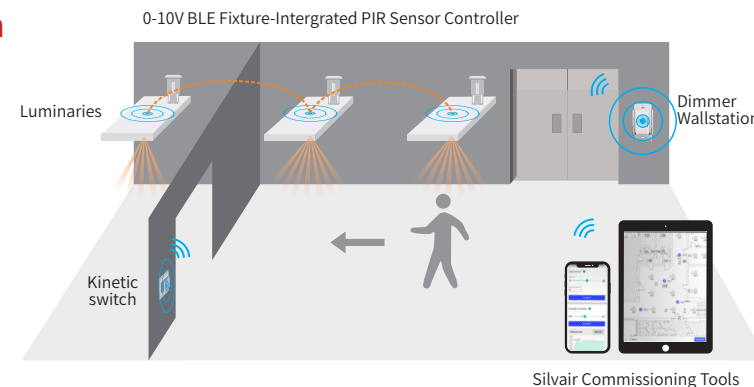 0-10V BLE Fixture-Intergrated PIR Sensor Controller
Luminaries
Dimmer
Wallstation
Kinetic
switch
Silvair Commissioning Tools